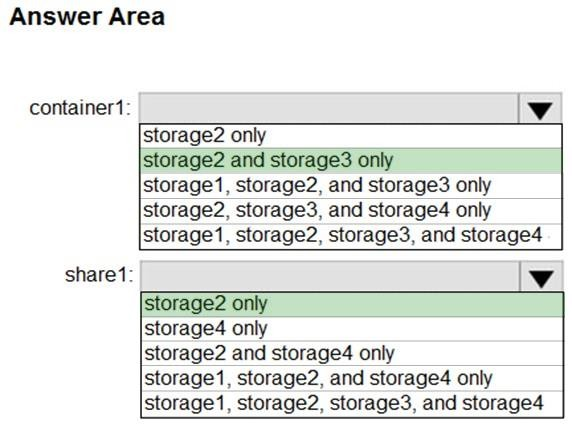 Answer Area
container1:
storage2 only
storage2 and storage3 only
storage1, storage2, and storage3 only
storage2, storage3, and storage4 only
storage1, storage2, storage3, and storage4
share1:
storage2 only
storage4 only
storage2 and storage4 only
storage1, storage2, and storage4 only
storage1, storage2, storage3, and storage4